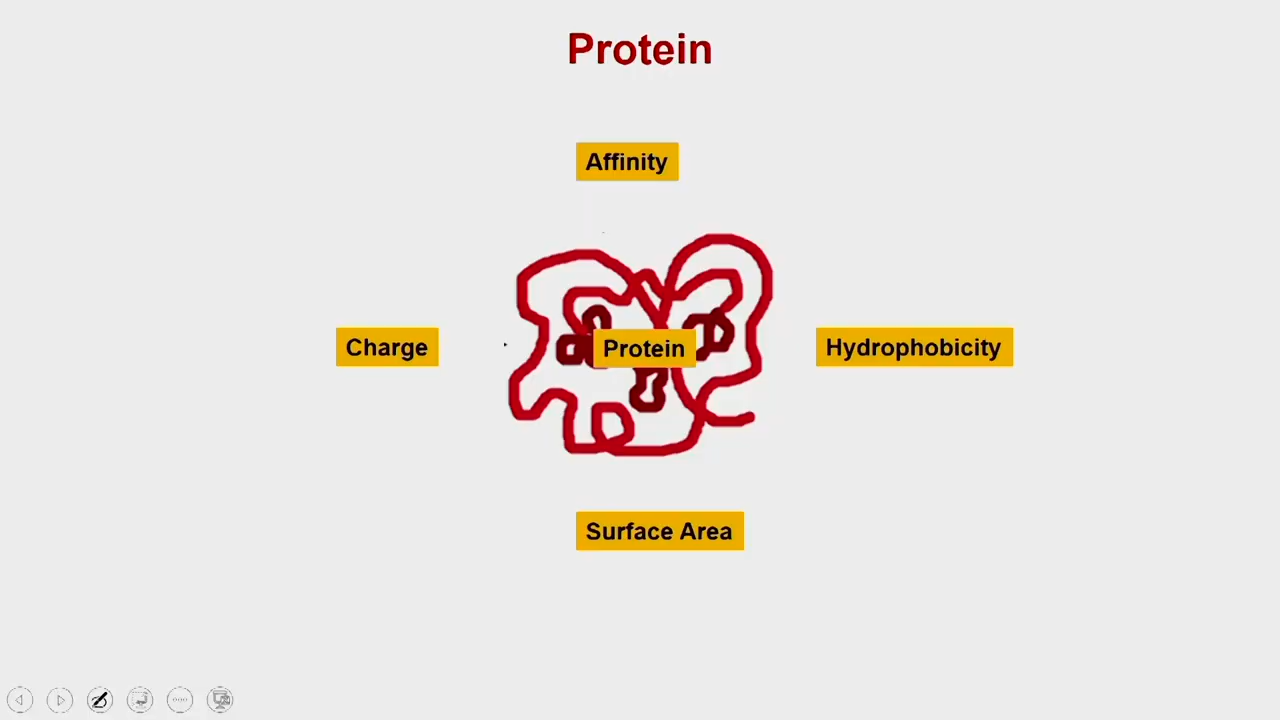 Protein
Affinity
Charge
Protein
Hydrophobicity
Surface Area